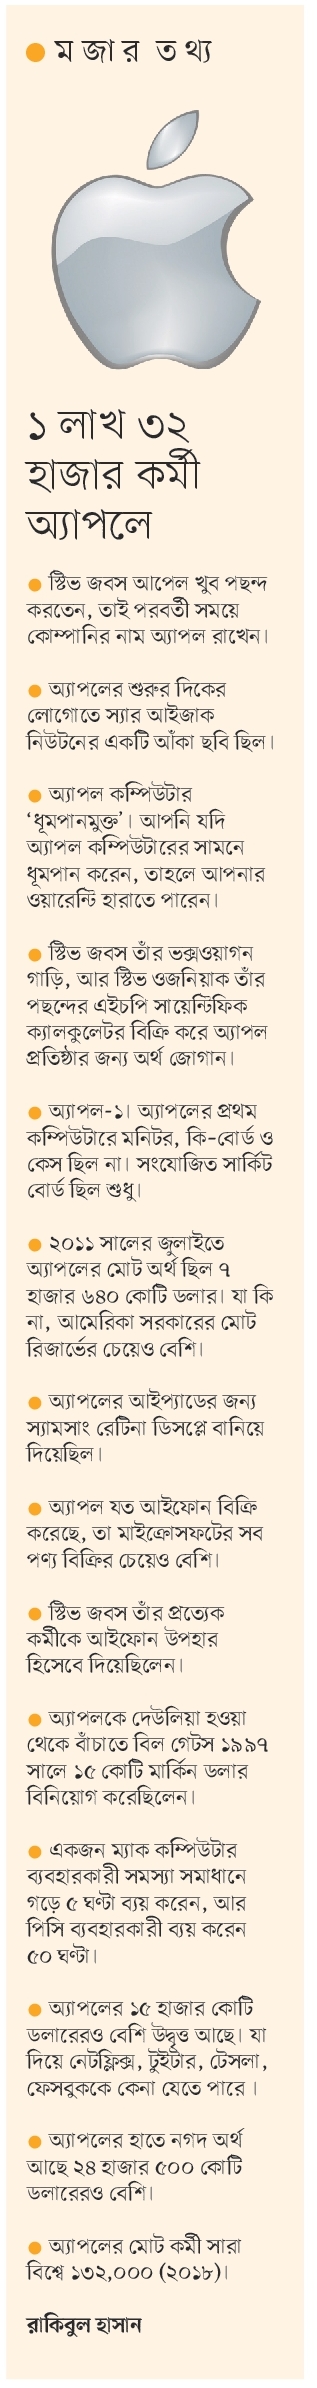 মজার তথ্য
১ লাখ ৩২
হাজার কর্মী
অ্যাপলে
● স্টিভ জবস আপেল খুব পছন্দ
করতেন, তাই পরবর্তী সময়ে
কোম্পানির নাম অ্যাপল রাখেন।
● অ্যাপলের শুরুর দিকের
লোগোতে স্যার আইজাক
নিউটনের একটি আঁকা ছবি ছিল।
● অ্যাপল কম্পিউটার
‘ধূমপানমুক্ত’। আপনি যদি
অ্যাপল কম্পিউটারের সামনে
ধূমপান করেন, তাহলে আপনার
ওয়ারেন্টি হারাতে পারেন।
● স্টিভ জবস তাঁর ভক্সওয়াগন
গাড়ি, আর স্টিভ ওজনিয়াক তাঁর
পছন্দের এইচপি সায়েন্টিফিক
ক্যালকুলেটর বিক্রি করে অ্যাপল
প্রতিষ্ঠার জন্য অর্থ জোগান।
● অ্যাপল-১। অ্যাপলের প্রথম
কম্পিউটারে মনিটর, কি-বোর্ড ও
কেস ছিল না। সংযোজিত সার্কিট
বোর্ড ছিল শুধু।
● ২০১১ সালের জুলাইতে
অ্যাপলের মোট অর্থ ছিল ৭
হাজার ৬৪০ কোটি ডলার। যা কি
না, আমেরিকা সরকারের মোট
রিজার্ভের চেয়েও বেশি।
● অ্যাপলের আইপ্যাডের জন্য
স্যামসাং রেটিনা ডিসপ্লে বানিয়ে
দিয়েছিল।
● অ্যাপল যত আইফোন বিক্রি
করেছে, তা মাইক্রোসফটের সব
পণ্য বিক্রির চেয়েও বেশি।
● স্টিভ জবস তাঁর প্রত্যেক
কর্মীকে আইফোন উপহার
হিসেবে দিয়েছিলেন।
● অ্যাপলকে দেউলিয়া হওয়া
থেকে বাঁচাতে বিল গেটস ১৯৯৭
সালে ১৫ কোটি মার্কিন ডলার
বিনিয়োগ করেছিলেন।
● একজন ম্যাক কম্পিউটার
ব্যবহারকারী সমস্যা সমাধানে
গড়ে ৫ ঘণ্টা ব্যয় করেন, আর
পিসি ব্যবহারকারী ব্যয় করেন
৫০ ঘণ্টা।
● অ্যাপলের ১৫ হাজার কোটি
ডলারেরও বেশি উদ্বৃত্ত আছে। যা
দিয়ে নেটফ্লিক্স, টুইটার, টেসলা,
ফেসবুককে কেনা যেতে পারে ।
● অ্যাপলের হাতে নগদ অর্থ
আছে ২৪ হাজার ৫০০ কোটি
ডলারেরও বেশি।
● অ্যাপলের মোট কর্মী সারা
বিশ্বে ১৩২,০০০ (২০১৮)।
রাকিবুল হাসান